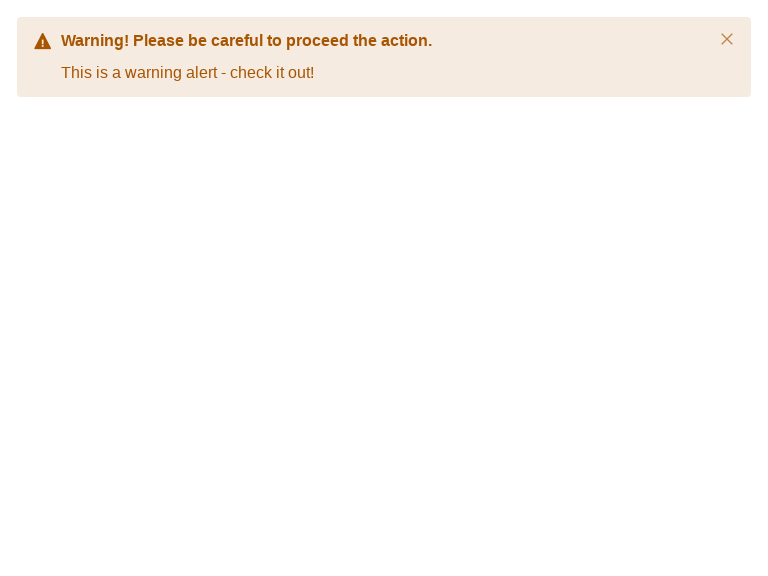 Warning! Please be careful to proceed the action.
This is a warning alert - check it out!